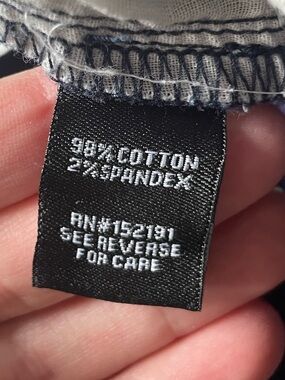 98% COTTON
2% SPANDEX
RN#152191
SEE REVERSE
FOR CARE